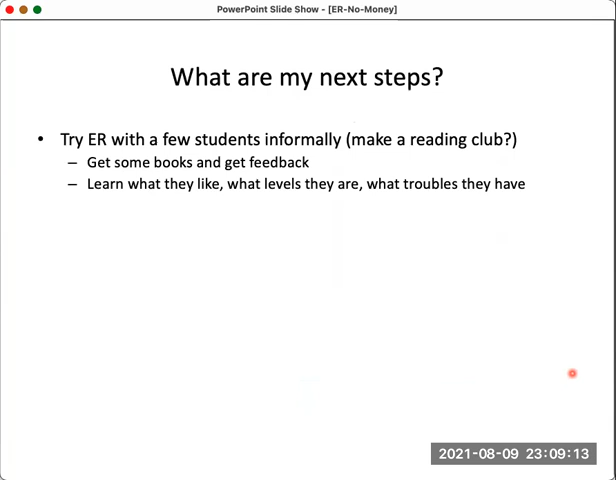 PowerPoint Slide Show - [ER-No-Money]
What are my next steps?
• Try ER with a few students informally (make a reading club?)
– Get some books and get feedback
– Learn what they like, what levels they are, what troubles they have
2021-08-09 23:09:13